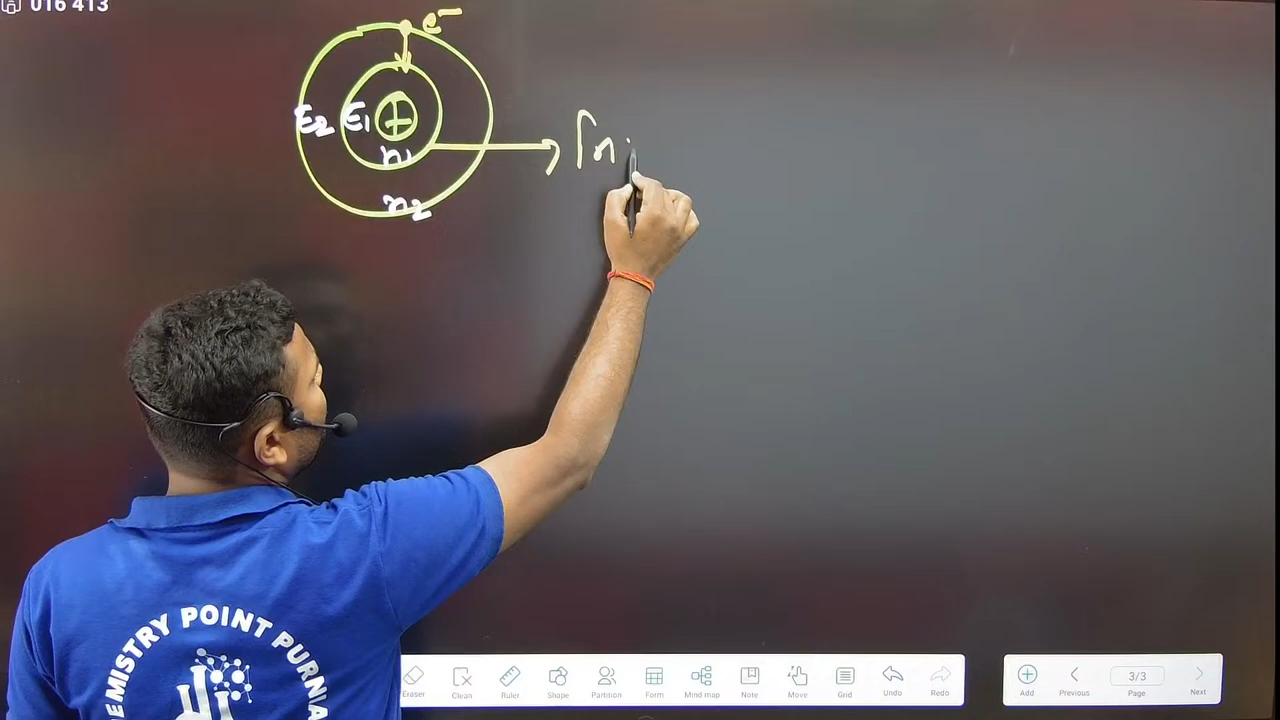 016 413
e⁻
E2 E1 +
n1
n2
CHEMISTRY POINT PURNIA
Eraser Clean Ruler Shape Partition Form Mind map Note Move Grid Undo Redo
Add Previous 3/3 Page Next